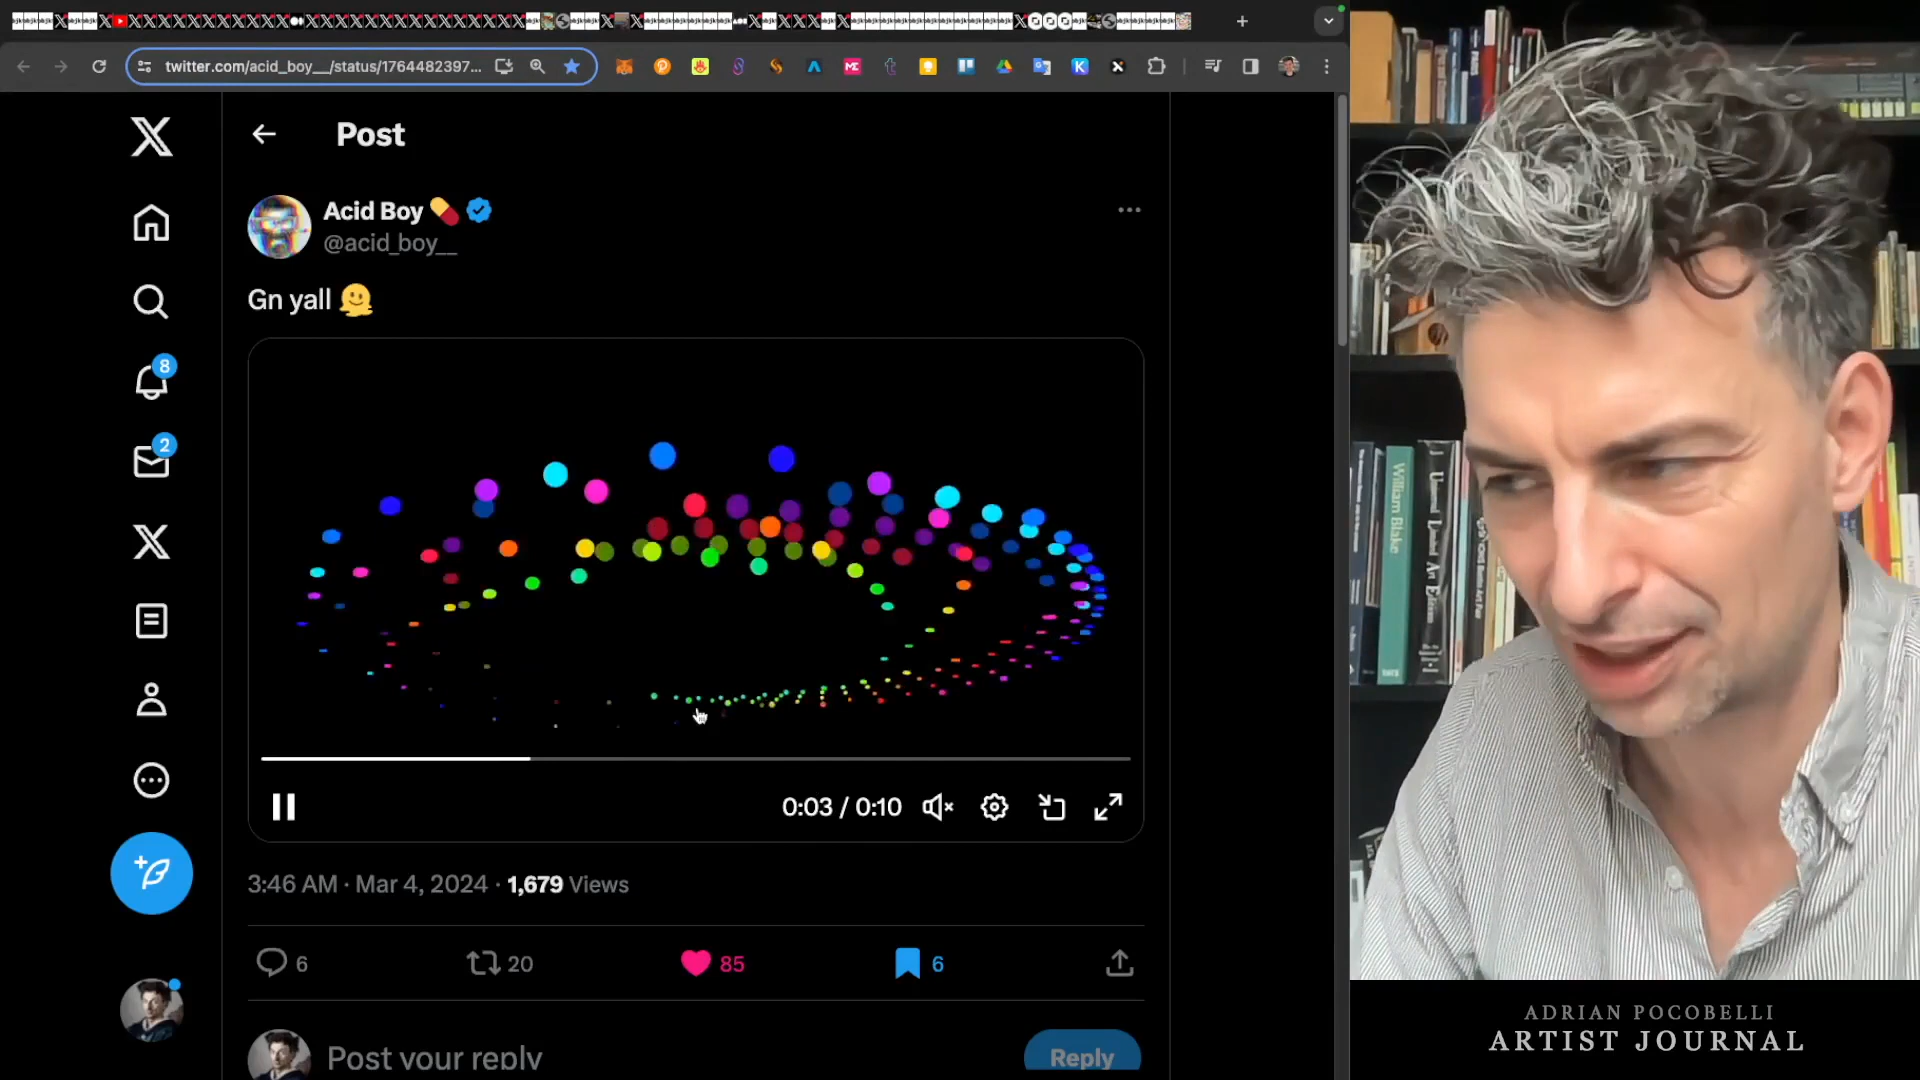 twitter.com/acid_boy__/status/1764482397...
Post
Acid Boy
@acid_boy__
Gn yall
8
2
0:03 / 0:10
3:46 AM · Mar 4, 2024 · 1,679 Views
6
20
85
6
Post your reply
Reply
William Blake
TATE
ADRIAN POCOBELLI
ARTIST JOURNAL